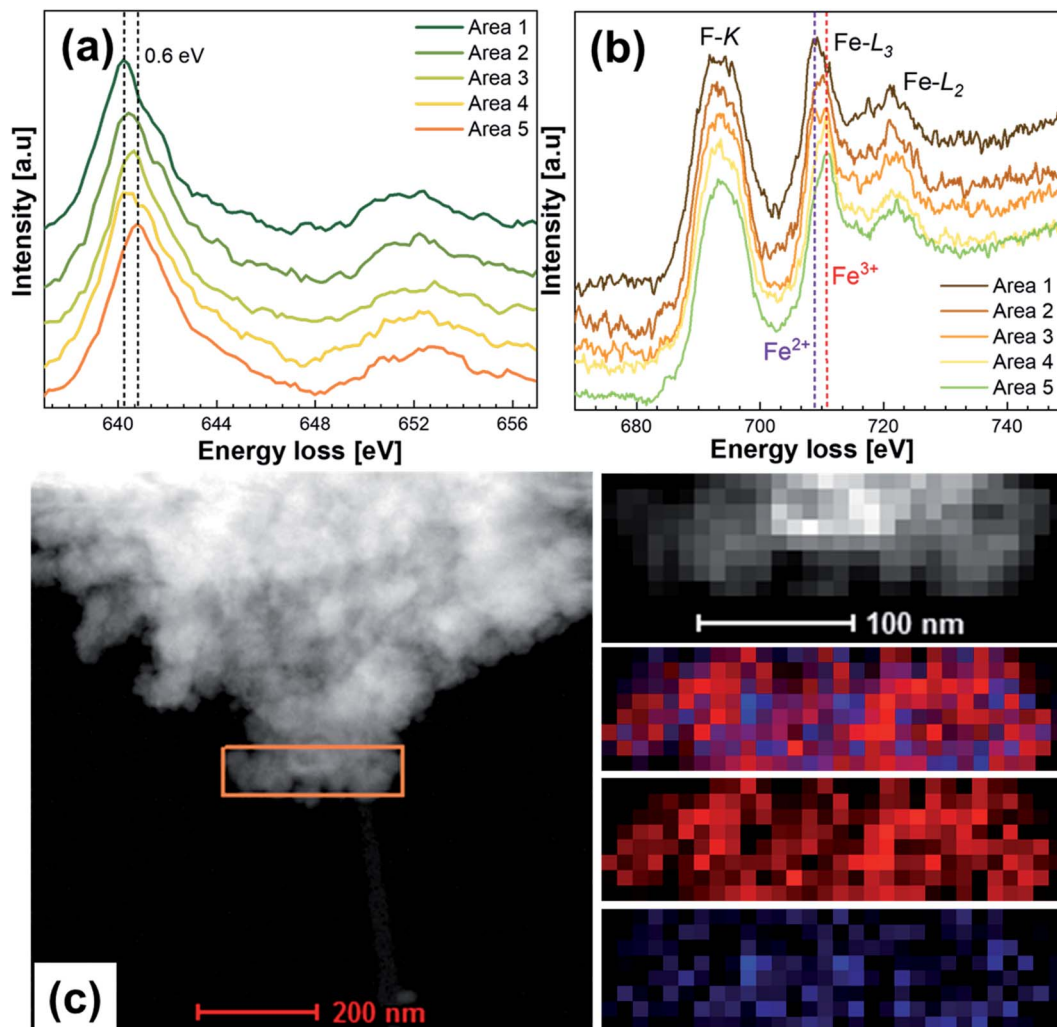 (a)
0.6 eV
Area 1
Area 2
Area 3
Area 4
Area 5
Intensity [a.u]
640 644 648 652 656
Energy loss [eV]
(b)
F-K
Fe-L₃
Fe-L₂
Fe²⁺
Fe³⁺
Area 1
Area 2
Area 3
Area 4
Area 5
Intensity [a.u]
680 700 720 740
Energy loss [eV]
(c)
200 nm
100 nm